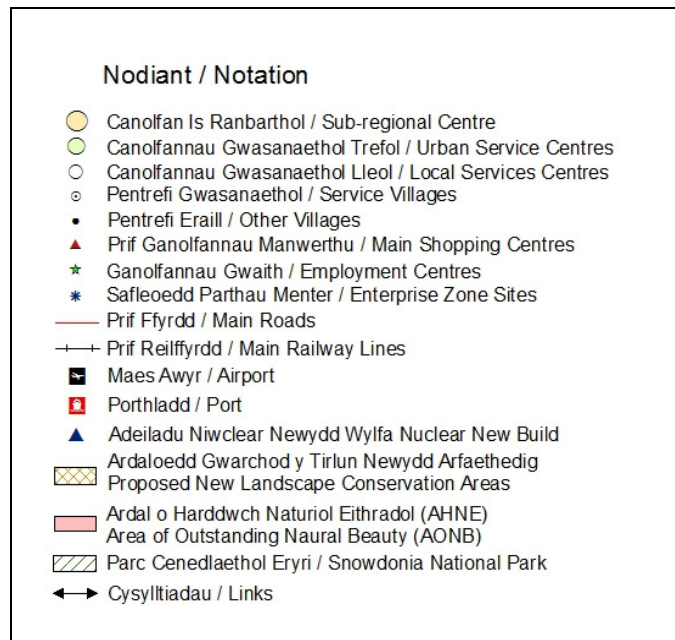 Nodiant / Notation
Canolfan Is Ranbarthol / Sub-regional Centre
Canolfannau Gwasanaethol Trefol / Urban Service Centres
Canolfannau Gwasanaethol Lleol / Local Services Centres
Pentrefi Gwasanaethol / Service Villages
Pentrefi Eraill / Other Villages
Prif Ganolfannau Manwerthu / Main Shopping Centres
Ganolfannau Gwaith / Employment Centres
Safleoedd Parthau Menter / Enterprise Zone Sites
Prif Ffyrdd / Main Roads
Prif Reilffyrdd / Main Railway Lines
Maes Awyr / Airport
Porthladd / Port
Adeiladu Niwclear Newydd Wylfa Nuclear New Build
Ardaloedd Gwarchod y Tirlun Newydd Arfaethedig
Proposed New Landscape Conservation Areas
Ardal o Harddwch Naturiol Eithradol (AHNE)
Area of Outstanding Naural Beauty (AONB)
Parc Cenedlaethol Eryri / Snowdonia National Park
Cysylltiadau / Links